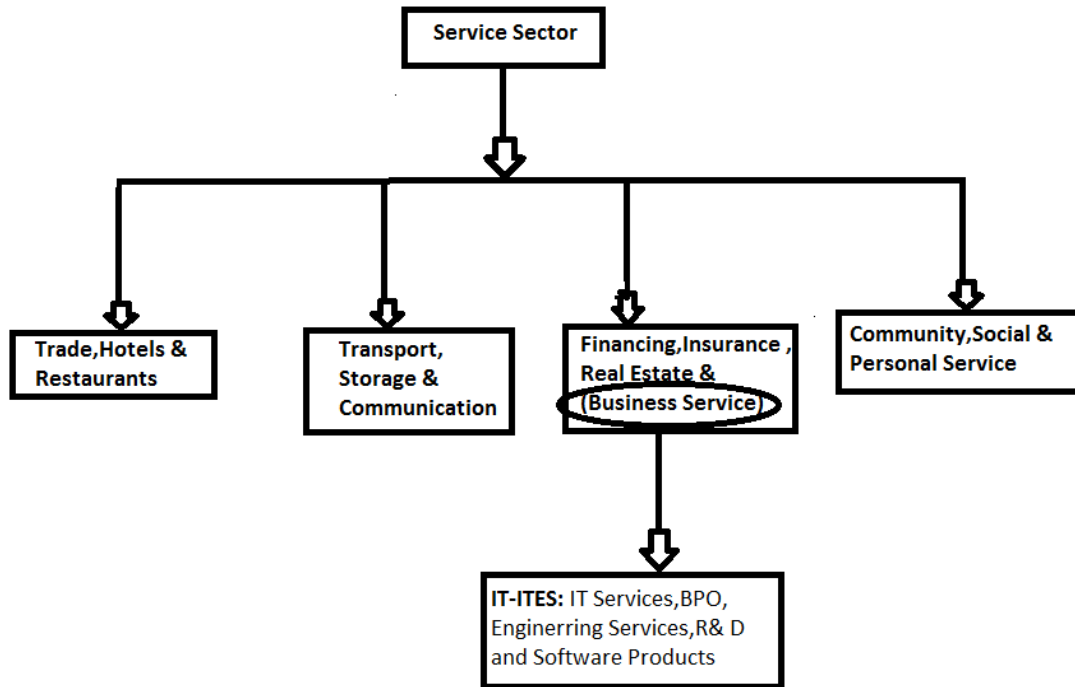 Service Sector
Trade,Hotels &
Restaurants
Transport,
Storage &
Communication
Financing,Insurance ,
Real Estate &
(Business Service)
Community,Social &
Personal Service
IT-ITES: IT Services,BPO,
Enginerring Services,R& D
and Software Products